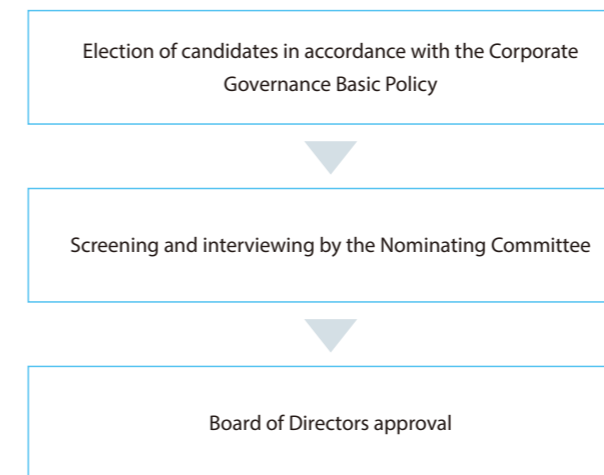 Election of candidates in accordance with the Corporate
Governance Basic Policy
Screening and interviewing by the Nominating Committee
Board of Directors approval